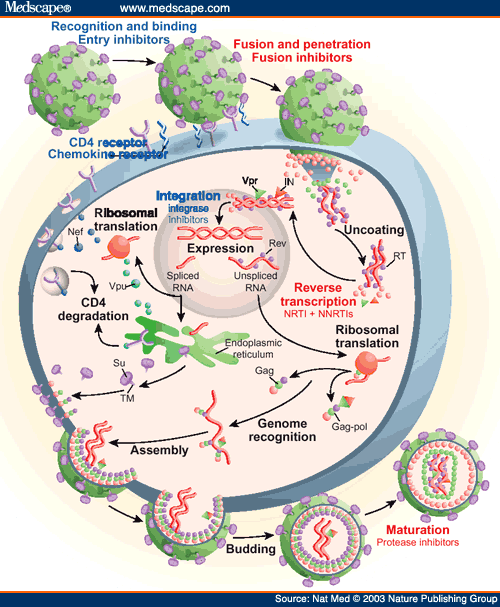 Medscape® www.medscape.com
Recognition and binding
Entry inhibitors
Fusion and penetration
Fusion inhibitors
CD4 receptor
Chemokine receptor
Vpr
IN
Integration
integrase
inhibitors
Uncoating
Ribosomal
translation
Nef
Expression
Rev
RT
Spliced
RNA
Unspliced
RNA
Reverse
transcription
NRTI + NNRTIs
Vpu
CD4
degradation
Ribosomal
translation
Endoplasmic
reticulum
Su
TM
Gag
Gag-pol
Genome
recognition
Assembly
Budding
Maturation
Protease inhibitors
Source: Nat Med © 2003 Nature Publishing Group